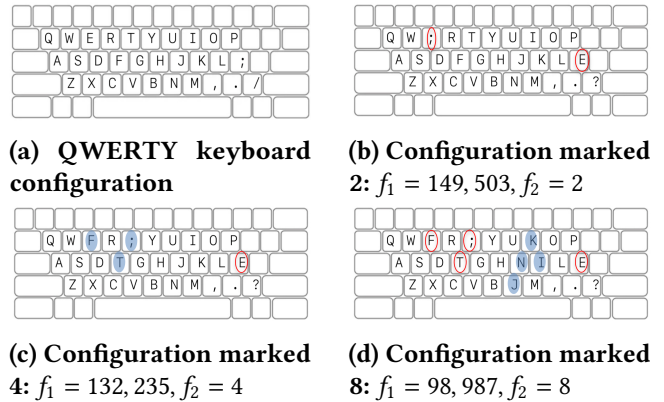 Q W E R T Y U I O P
A S D F G H J K L ;
Z X C V B N M , . /
(a) QWERTY keyboard
configuration
Q W ; R T Y U I O P
A S D F G H J K L E
Z X C V B N M , . ?
(b) Configuration marked
2: f₁ = 149, 503, f₂ = 2
Q W F R ; Y U I O P
A S D T G H J K L E
Z X C V B N M , . ?
(c) Configuration marked
4: f₁ = 132, 235, f₂ = 4
Q W F R ; Y U K O P
A S D T G H N I L E
Z X C V B J M , . ?
(d) Configuration marked
8: f₁ = 98, 987, f₂ = 8